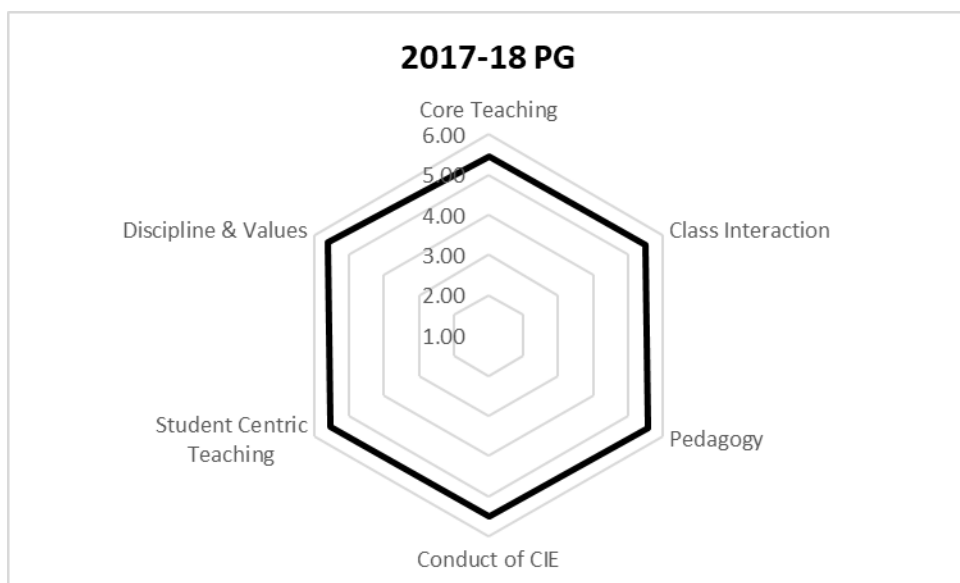 2017-18 PG
Core Teaching
6.00
5.00
4.00
3.00
2.00
1.00
Class Interaction
Pedagogy
Conduct of CIE
Student Centric
Teaching
Discipline & Values